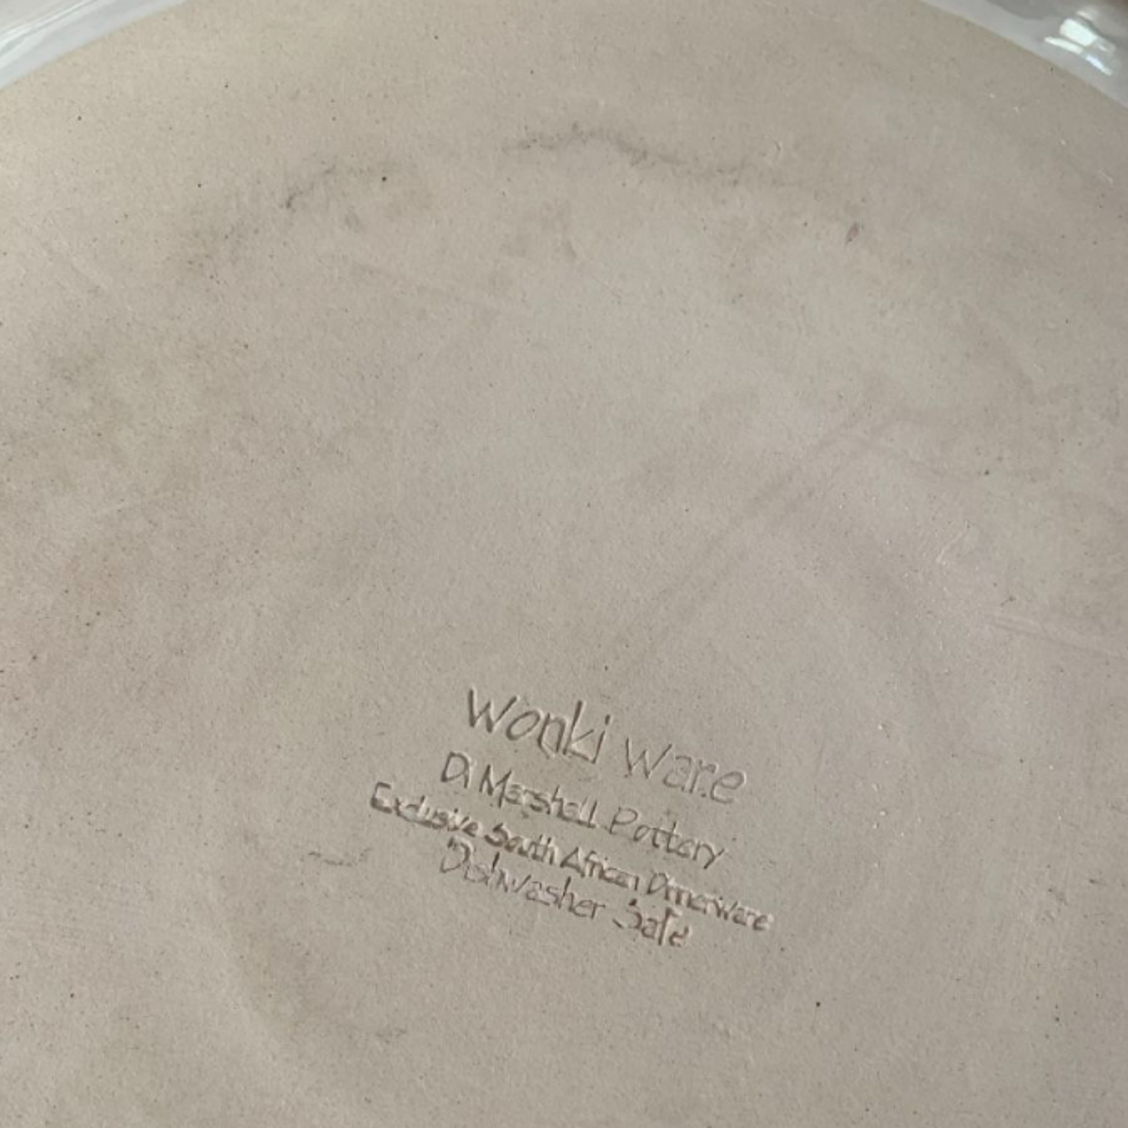 Wonki Ware
Di Marshall Pottery
Exclusive South African Dinnerware
Dishwasher Safe